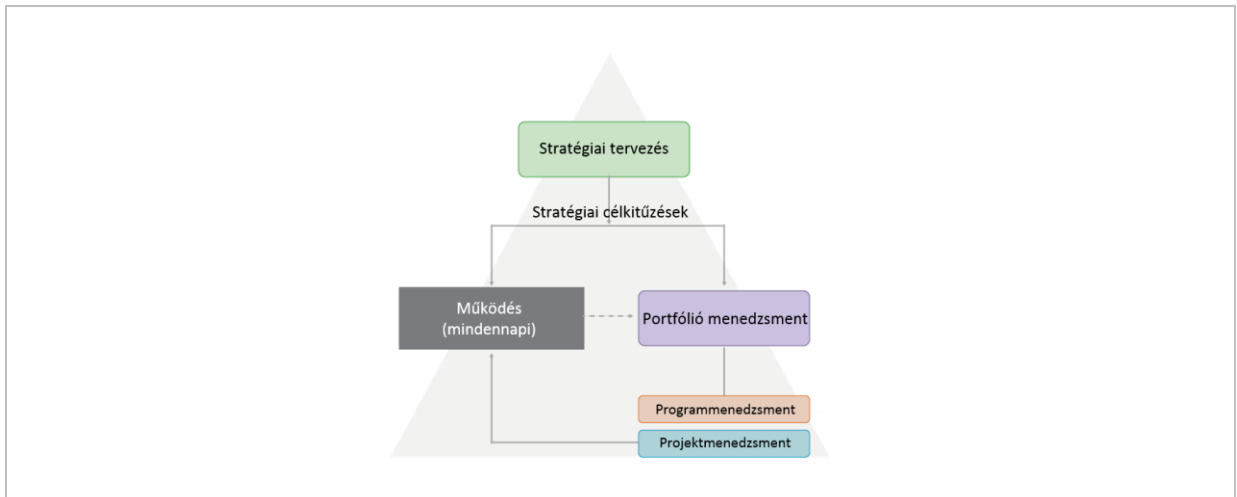 Stratégiai tervezés
Stratégiai célkitűzések
Működés
(mindennapi)
Portfólió menedzsment
Programmenedzsment
Projektmenedzsment